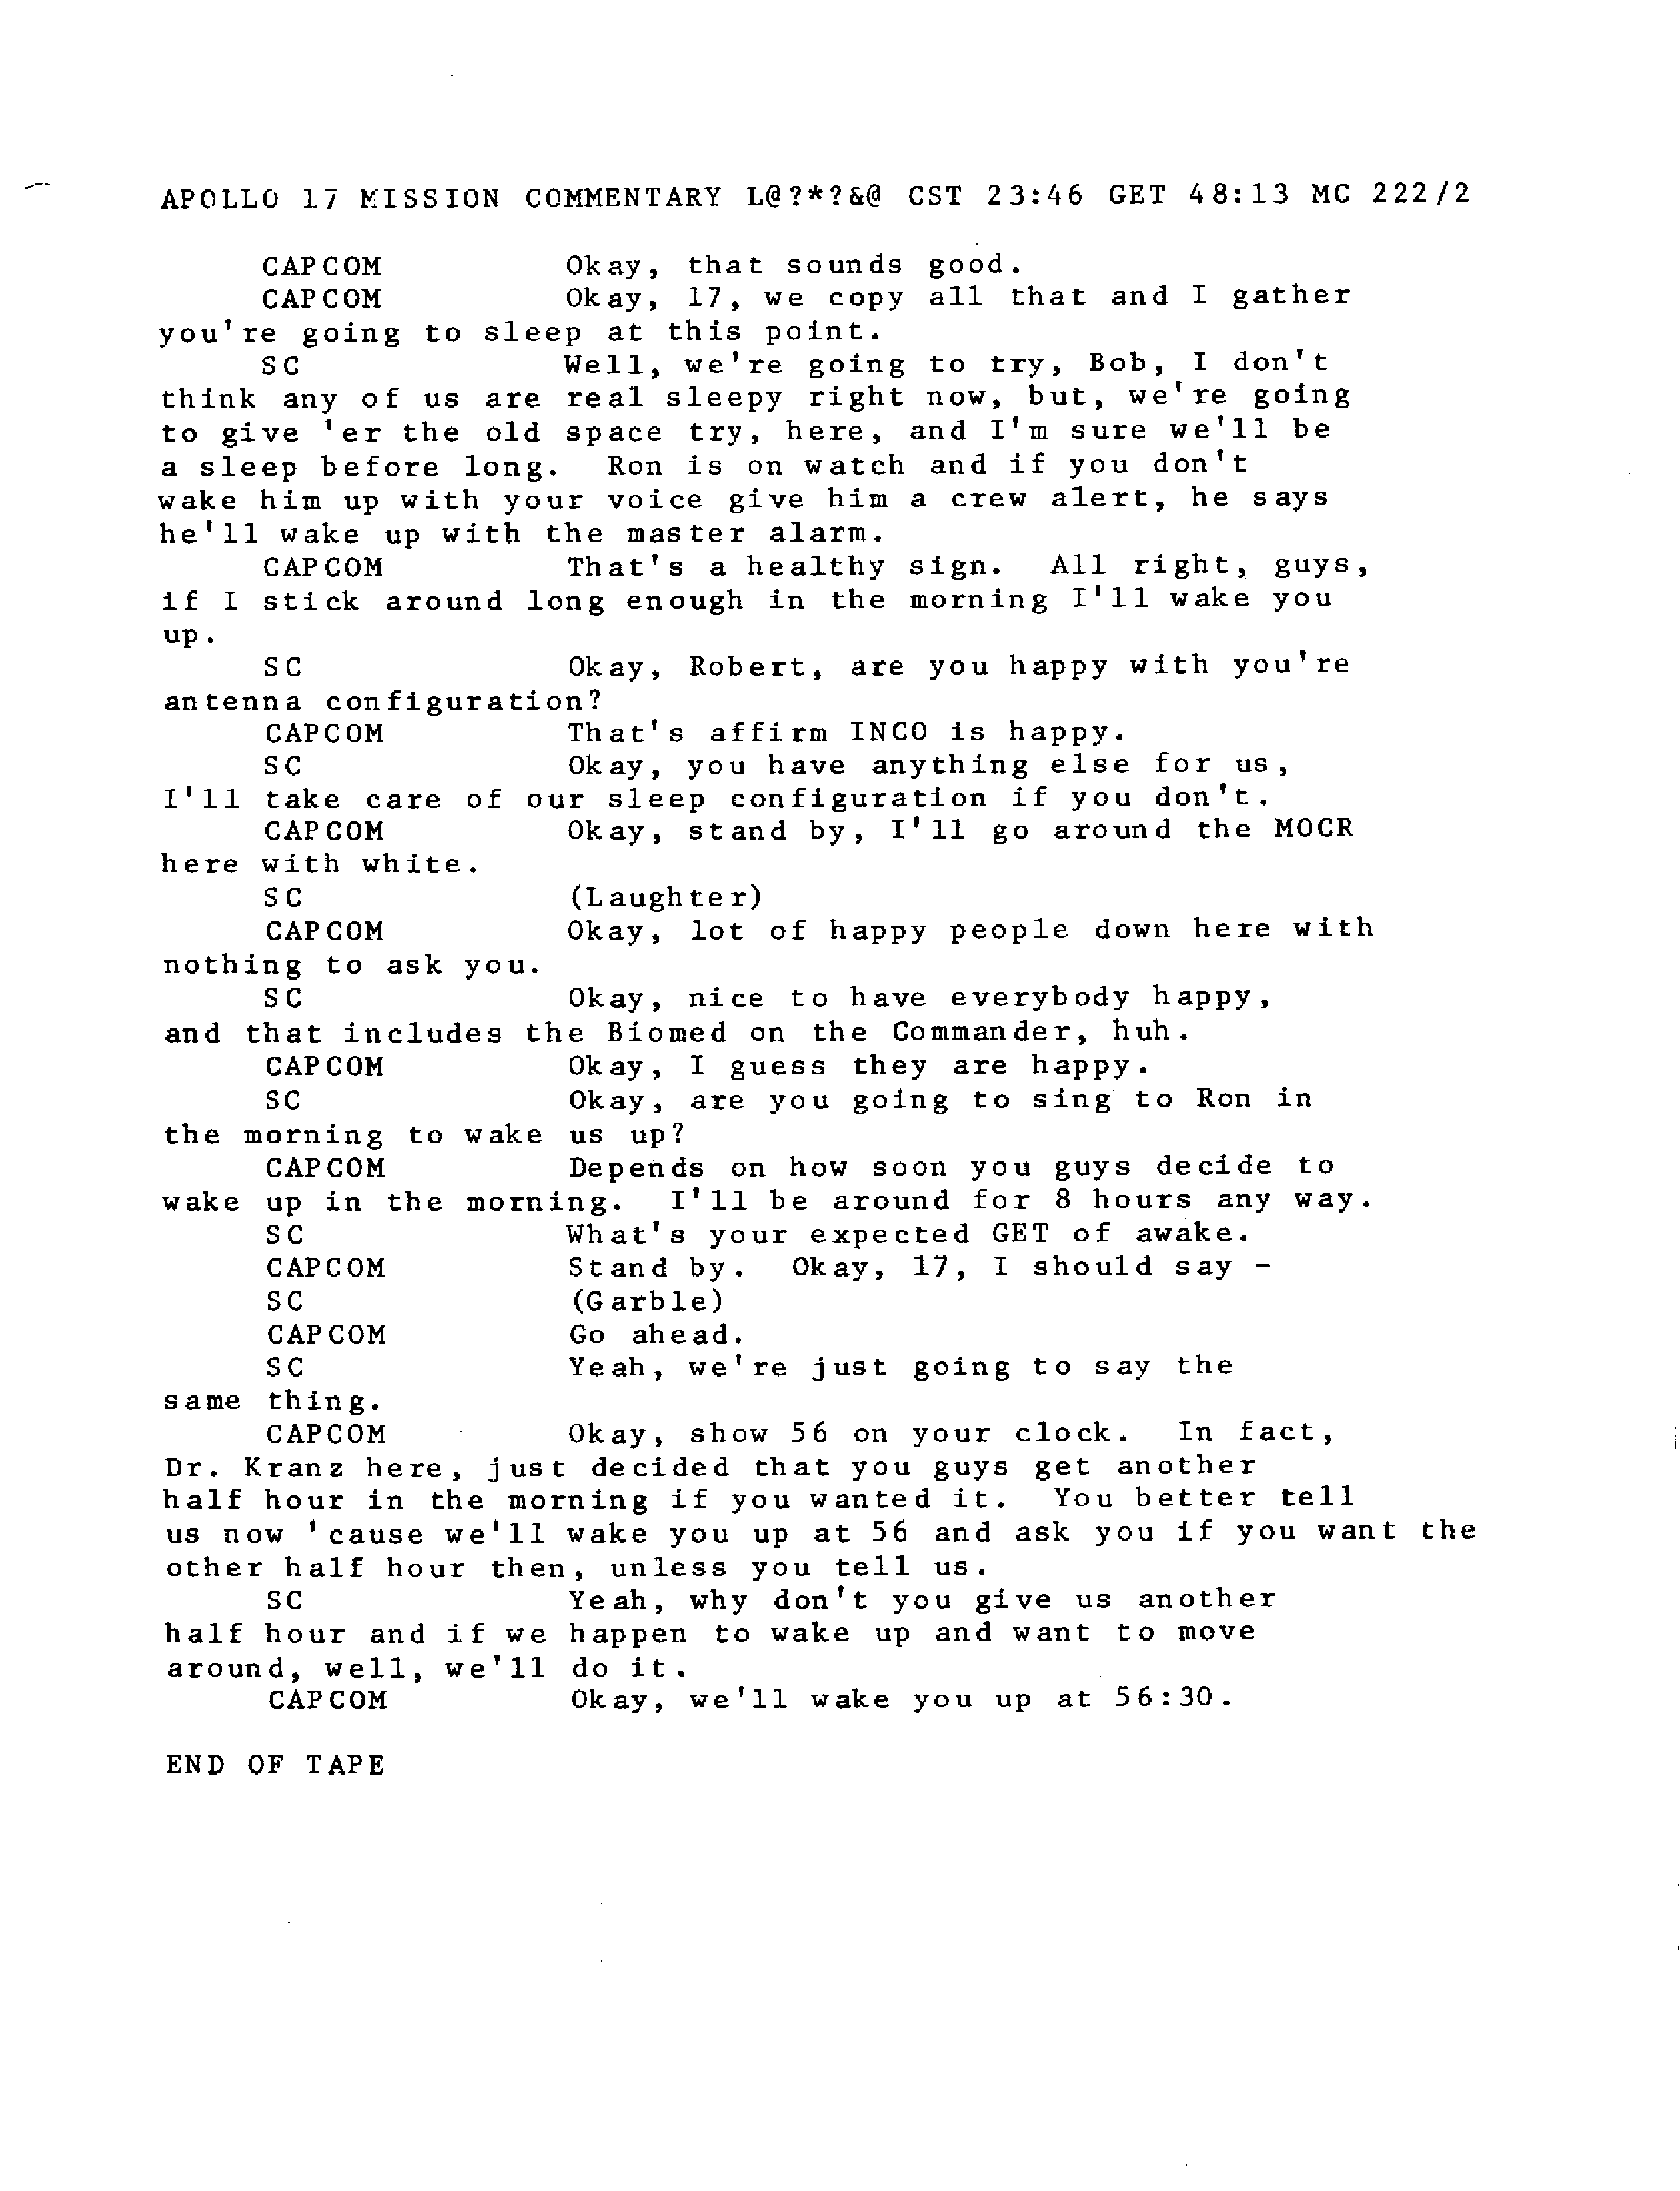 APOLLO 17 MISSION COMMENTARY L@?*?&@ CST 23:46 GET 48:13 MC 222/2
CAPCOM Okay, that sounds good.
CAPCOM Okay, 17, we copy all that and I gather
you're going to sleep at this point.
SC Well, we're going to try, Bob, I don't
think any of us are real sleepy right now, but, we're going
to give 'er the old space try, here, and I'm sure we'll be
a sleep before long. Ron is on watch and if you don't
wake him up with your voice give him a crew alert, he says
he'll wake up with the master alarm.
CAPCOM That's a healthy sign. All right, guys,
if I stick around long enough in the morning I'll wake you
up.
SC Okay, Robert, are you happy with you're
antenna configuration?
CAPCOM That's affirm INCO is happy.
SC Okay, you have anything else for us,
I'll take care of our sleep configuration if you don't.
CAPCOM Okay, stand by, I'll go around the MOCR
here with white.
SC (Laughter)
CAPCOM Okay, lot of happy people down here with
nothing to ask you.
SC Okay, nice to have everybody happy,
and that includes the Biomed on the Commander, huh.
CAPCOM Okay, I guess they are happy.
SC Okay, are you going to sing to Ron in
the morning to wake us up?
CAPCOM Depends on how soon you guys decide to
wake up in the morning. I'll be around for 8 hours any way.
SC What's your expected GET of awake.
CAPCOM Stand by. Okay, 17, I should say -
SC (Garble)
CAPCOM Go ahead.
SC Yeah, we're just going to say the
same thing.
CAPCOM Okay, show 56 on your clock. In fact,
Dr. Kranz here, just decided that you guys get another
half hour in the morning if you wanted it. You better tell
us now 'cause we'll wake you up at 56 and ask you if you want the
other half hour then, unless you tell us.
SC Yeah, why don't you give us another
half hour and if we happen to wake up and want to move
around, well, we'll do it.
CAPCOM Okay, we'll wake you up at 56:30.
END OF TAPE